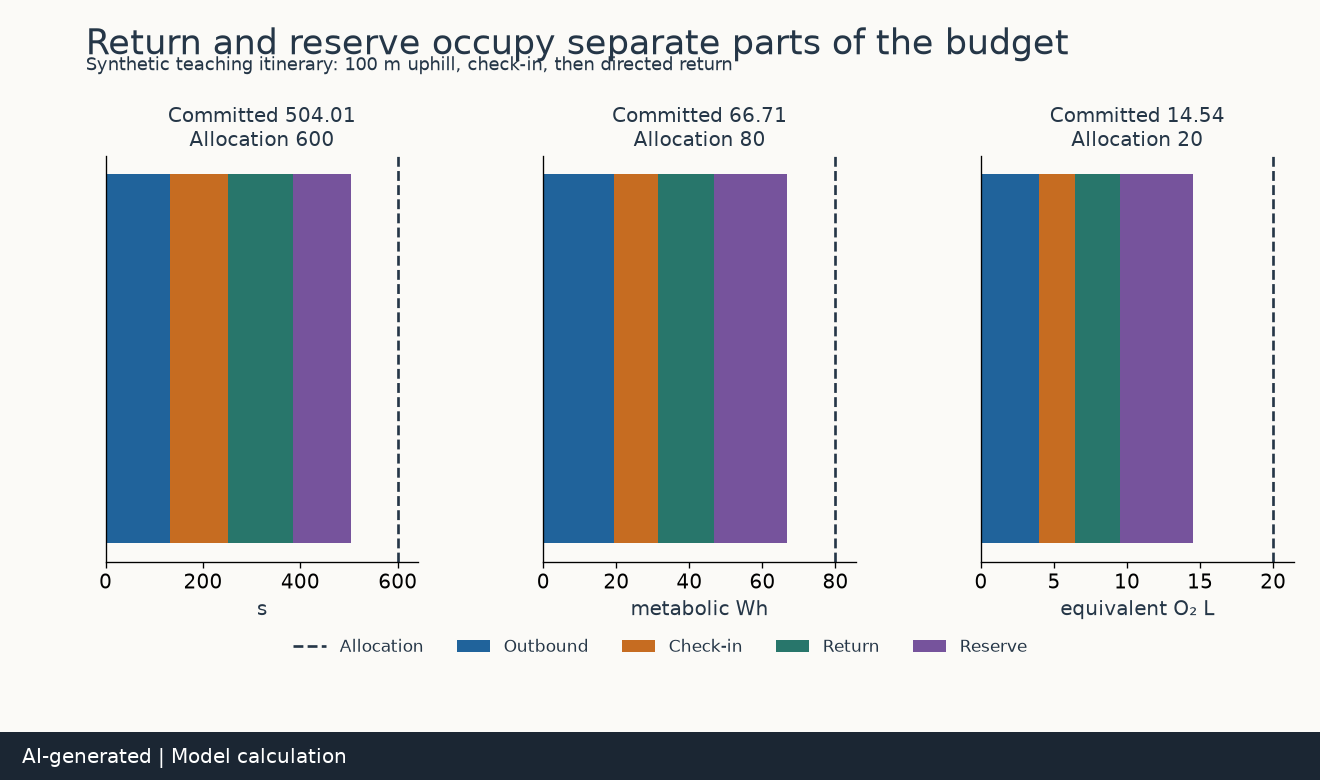 Return and reserve occupy separate parts of the budget
Synthetic teaching itinerary: 100 m uphill, check-in, then directed return
Committed 504.01
Allocation 600
Committed 66.71
Allocation 80
Committed 14.54
Allocation 20
0 200 400 600
s
0 20 40 60 80
metabolic Wh
0 5 10 15 20
equivalent O₂ L
Allocation Outbound Check-in Return Reserve
AI-generated | Model calculation